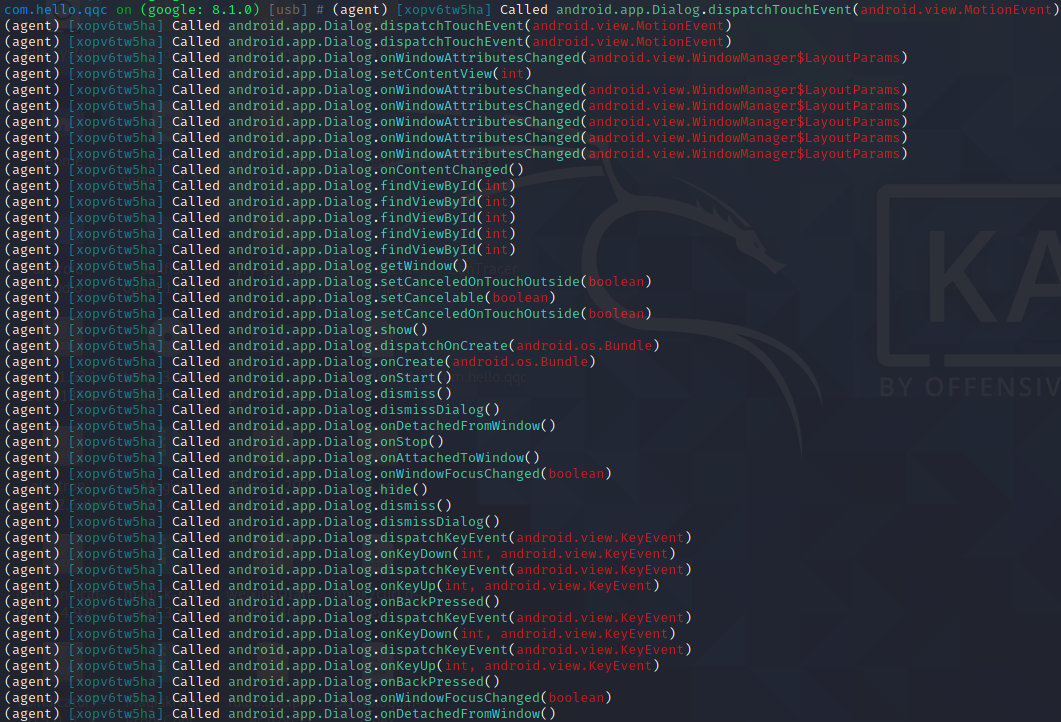 com.hello.qqc on (google: 8.1.0) [usb] # (agent) [xopv6tw5ha] Called android.app.Dialog.dispatchTouchEvent(android.view.MotionEvent)
(agent) [xopv6tw5ha] Called android.app.Dialog.dispatchTouchEvent(android.view.MotionEvent)
(agent) [xopv6tw5ha] Called android.app.Dialog.dispatchTouchEvent(android.view.MotionEvent)
(agent) [xopv6tw5ha] Called android.app.Dialog.onWindowAttributesChanged(android.view.WindowManager$LayoutParams)
(agent) [xopv6tw5ha] Called android.app.Dialog.setContentView(int)
(agent) [xopv6tw5ha] Called android.app.Dialog.onWindowAttributesChanged(android.view.WindowManager$LayoutParams)
(agent) [xopv6tw5ha] Called android.app.Dialog.onWindowAttributesChanged(android.view.WindowManager$LayoutParams)
(agent) [xopv6tw5ha] Called android.app.Dialog.onWindowAttributesChanged(android.view.WindowManager$LayoutParams)
(agent) [xopv6tw5ha] Called android.app.Dialog.onWindowAttributesChanged(android.view.WindowManager$LayoutParams)
(agent) [xopv6tw5ha] Called android.app.Dialog.onWindowAttributesChanged(android.view.WindowManager$LayoutParams)
(agent) [xopv6tw5ha] Called android.app.Dialog.onContentChanged()
(agent) [xopv6tw5ha] Called android.app.Dialog.findViewById(int)
(agent) [xopv6tw5ha] Called android.app.Dialog.findViewById(int)
(agent) [xopv6tw5ha] Called android.app.Dialog.findViewById(int)
(agent) [xopv6tw5ha] Called android.app.Dialog.findViewById(int)
(agent) [xopv6tw5ha] Called android.app.Dialog.findViewById(int)
(agent) [xopv6tw5ha] Called android.app.Dialog.getWindow()
(agent) [xopv6tw5ha] Called android.app.Dialog.setCanceledOnTouchOutside(boolean)
(agent) [xopv6tw5ha] Called android.app.Dialog.setCancelable(boolean)
(agent) [xopv6tw5ha] Called android.app.Dialog.setCanceledOnTouchOutside(boolean)
(agent) [xopv6tw5ha] Called android.app.Dialog.show()
(agent) [xopv6tw5ha] Called android.app.Dialog.dispatchOnCreate(android.os.Bundle)
(agent) [xopv6tw5ha] Called android.app.Dialog.onCreate(android.os.Bundle)
(agent) [xopv6tw5ha] Called android.app.Dialog.onStart()
(agent) [xopv6tw5ha] Called android.app.Dialog.dismiss()
(agent) [xopv6tw5ha] Called android.app.Dialog.dismissDialog()
(agent) [xopv6tw5ha] Called android.app.Dialog.onDetachedFromWindow()
(agent) [xopv6tw5ha] Called android.app.Dialog.onStop()
(agent) [xopv6tw5ha] Called android.app.Dialog.onAttachedToWindow()
(agent) [xopv6tw5ha] Called android.app.Dialog.onWindowFocusChanged(boolean)
(agent) [xopv6tw5ha] Called android.app.Dialog.hide()
(agent) [xopv6tw5ha] Called android.app.Dialog.dismiss()
(agent) [xopv6tw5ha] Called android.app.Dialog.dismissDialog()
(agent) [xopv6tw5ha] Called android.app.Dialog.dispatchKeyEvent(android.view.KeyEvent)
(agent) [xopv6tw5ha] Called android.app.Dialog.onKeyDown(int, android.view.KeyEvent)
(agent) [xopv6tw5ha] Called android.app.Dialog.dispatchKeyEvent(android.view.KeyEvent)
(agent) [xopv6tw5ha] Called android.app.Dialog.onKeyUp(int, android.view.KeyEvent)
(agent) [xopv6tw5ha] Called android.app.Dialog.onBackPressed()
(agent) [xopv6tw5ha] Called android.app.Dialog.dispatchKeyEvent(android.view.KeyEvent)
(agent) [xopv6tw5ha] Called android.app.Dialog.onKeyDown(int, android.view.KeyEvent)
(agent) [xopv6tw5ha] Called android.app.Dialog.dispatchKeyEvent(android.view.KeyEvent)
(agent) [xopv6tw5ha] Called android.app.Dialog.onKeyUp(int, android.view.KeyEvent)
(agent) [xopv6tw5ha] Called android.app.Dialog.onBackPressed()
(agent) [xopv6tw5ha] Called android.app.Dialog.onWindowFocusChanged(boolean)
(agent) [xopv6tw5ha] Called android.app.Dialog.onDetachedFromWindow()
KA
BY OFFENSIV